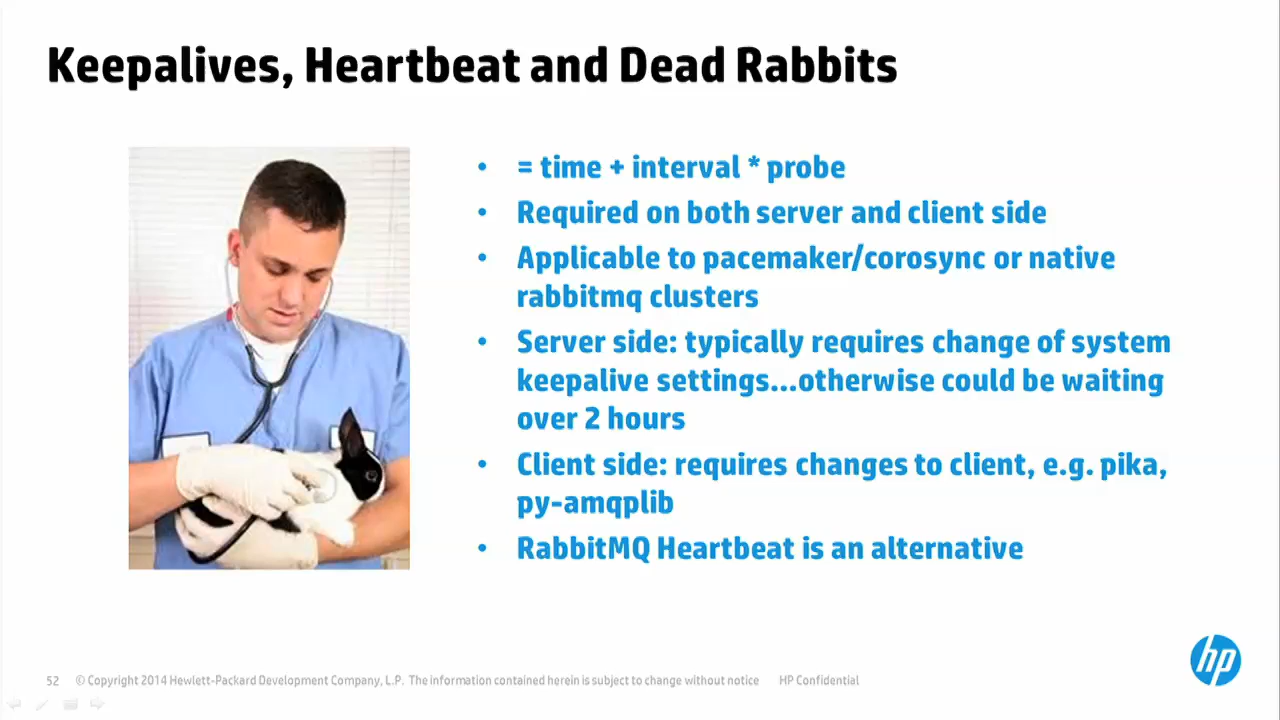 Keepalives, Heartbeat and Dead Rabbits
• = time + interval * probe
• Required on both server and client side
• Applicable to pacemaker/corosync or native
rabbitmq clusters
• Server side: typically requires change of system
keepalive settings...otherwise could be waiting
over 2 hours
• Client side: requires changes to client, e.g. pika,
py-amqplib
• RabbitMQ Heartbeat is an alternative
hp
52 © Copyright 2014 Hewlett-Packard Development Company, L.P. The information contained herein is subject to change without notice HP Confidential